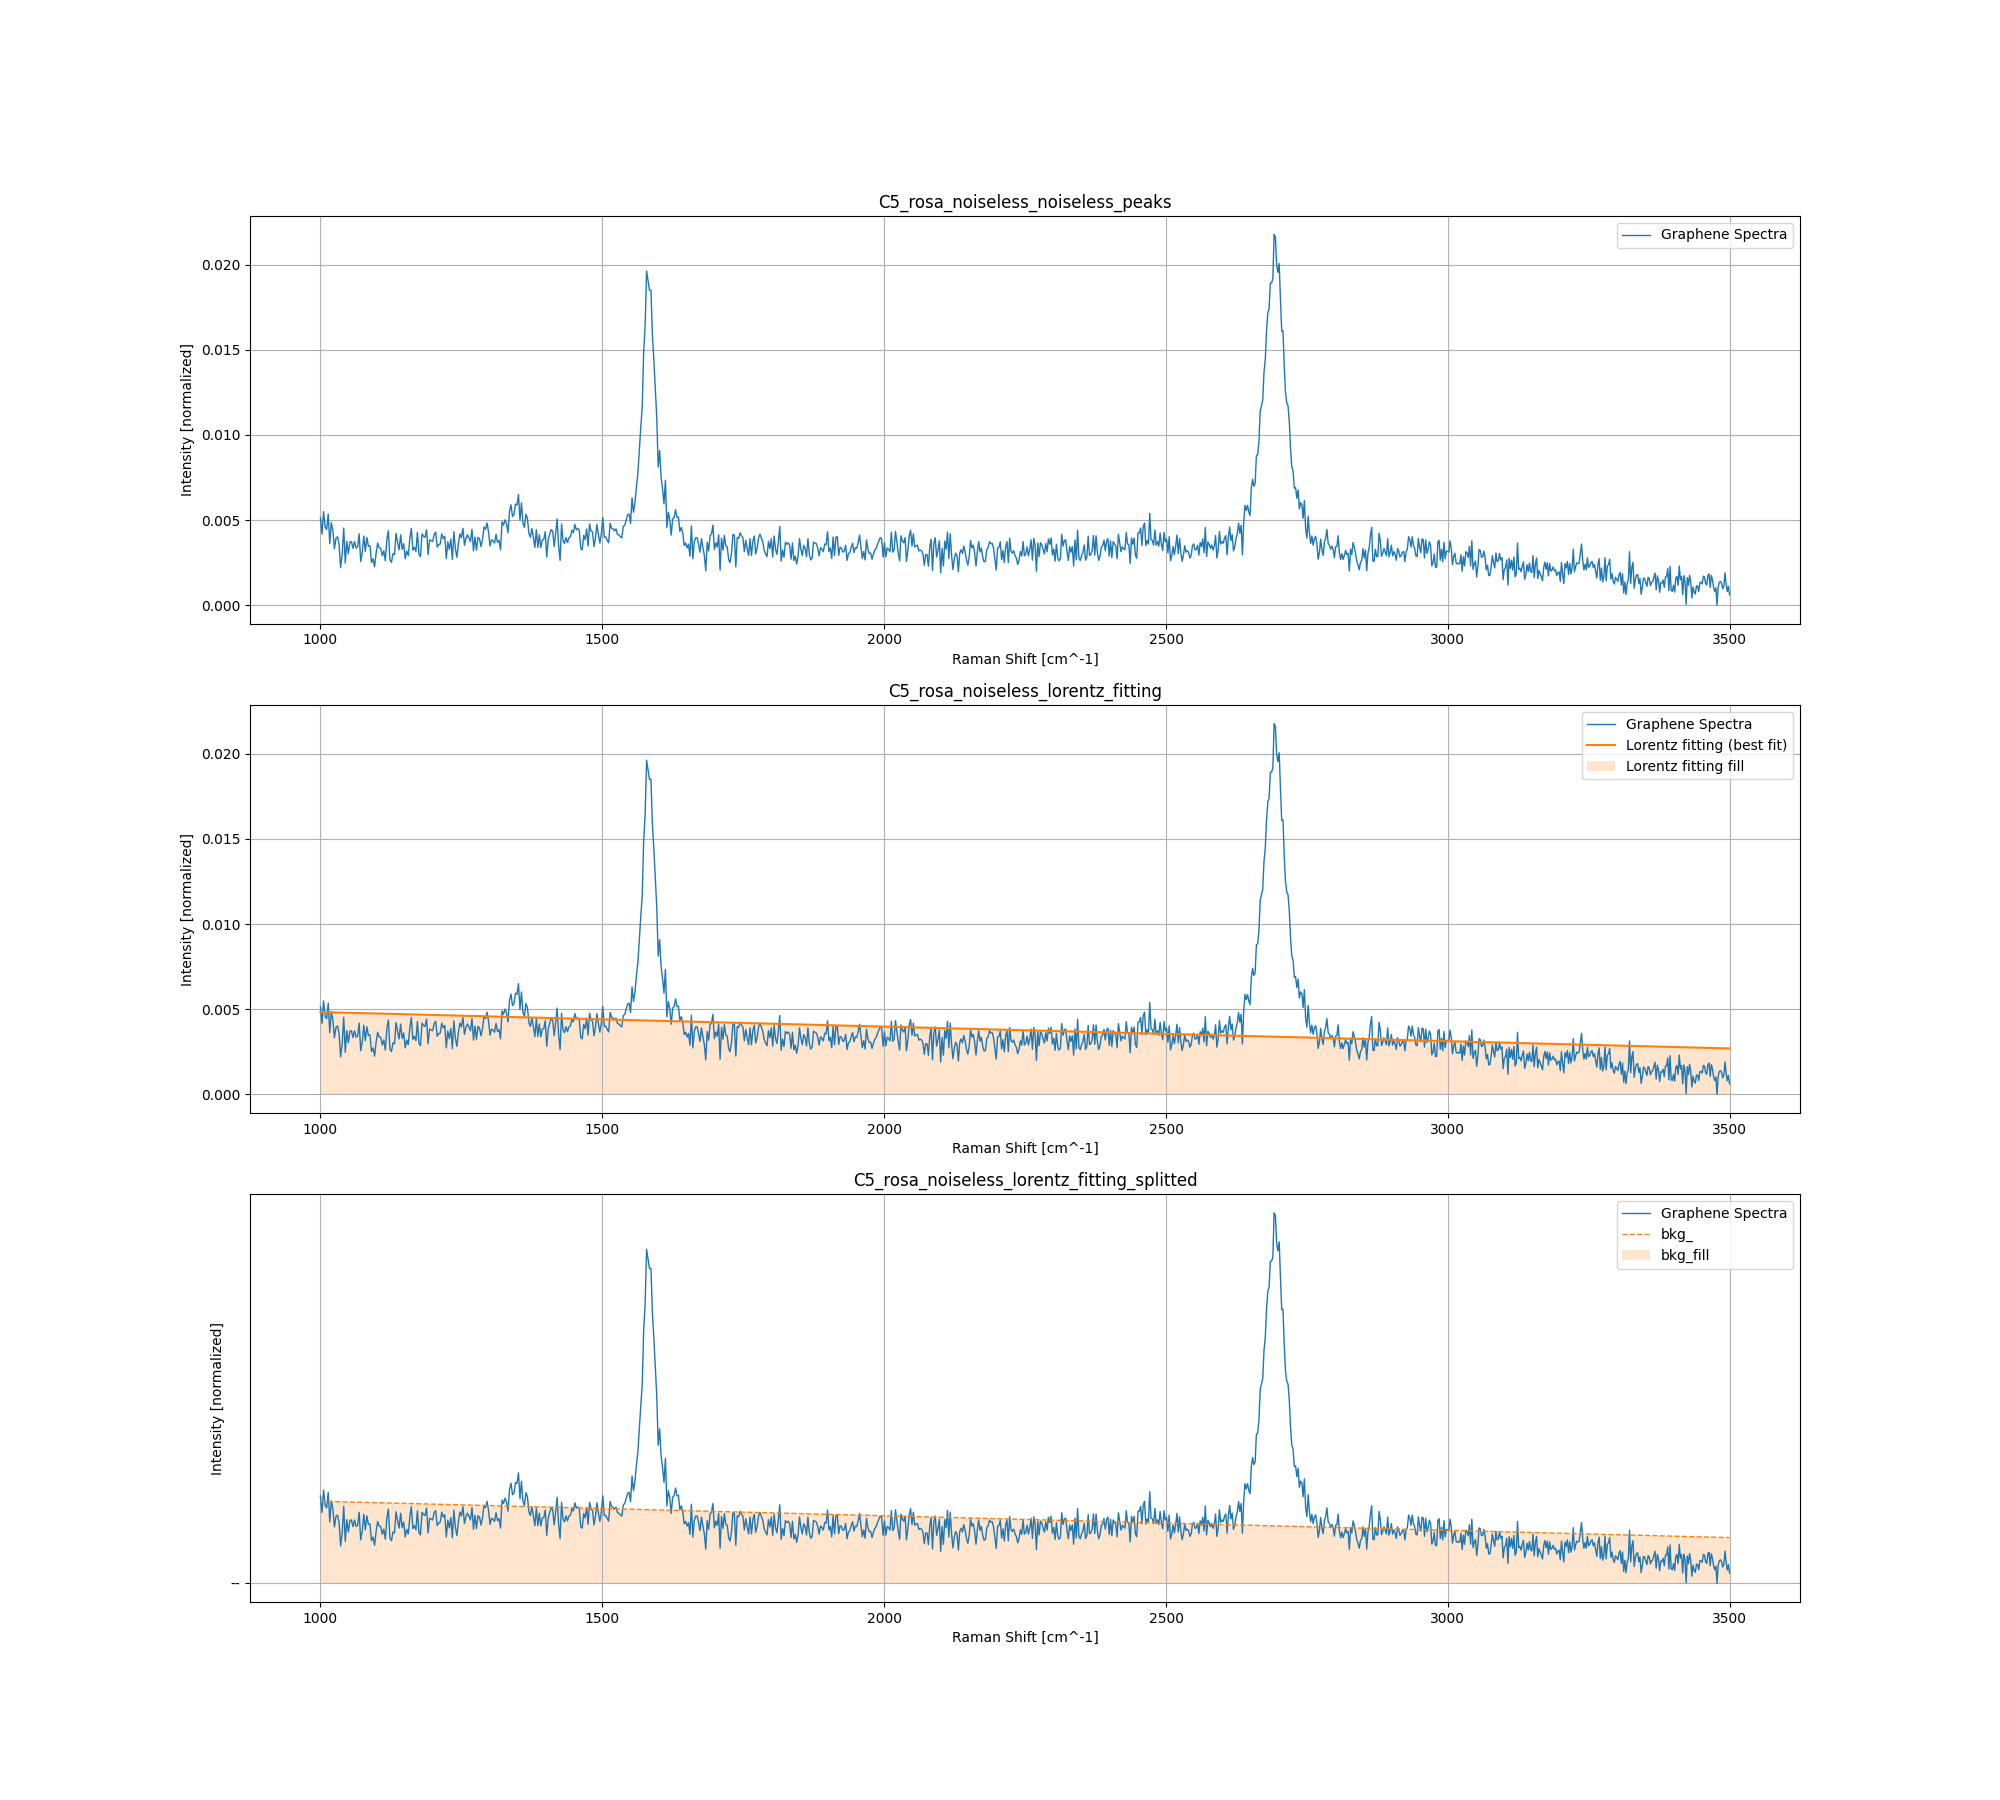 C5_rosa_noiseless_noiseless_peaks
Graphene Spectra
Intensity [normalized]
0.020
0.015
0.010
0.005
0.000
1000 1500 2000 2500 3000 3500
Raman Shift [cm^-1]
C5_rosa_noiseless_lorentz_fitting
Graphene Spectra
Lorentz fitting (best fit)
Lorentz fitting fill
Intensity [normalized]
0.020
0.015
0.010
0.005
0.000
1000 1500 2000 2500 3000 3500
Raman Shift [cm^-1]
C5_rosa_noiseless_lorentz_fitting_splitted
Graphene Spectra
bkg_
bkg_fill
Intensity [normalized]
--
1000 1500 2000 2500 3000 3500
Raman Shift [cm^-1]